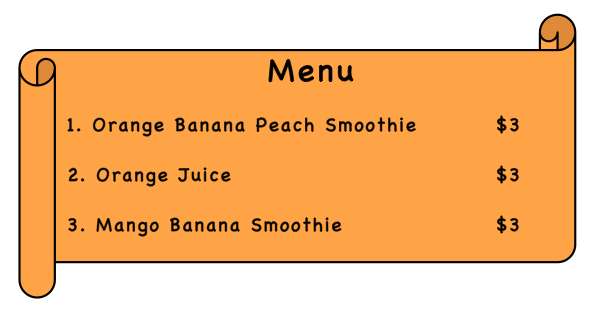 Menu
1. Orange Banana Peach Smoothie $3
2. Orange Juice $3
3. Mango Banana Smoothie $3